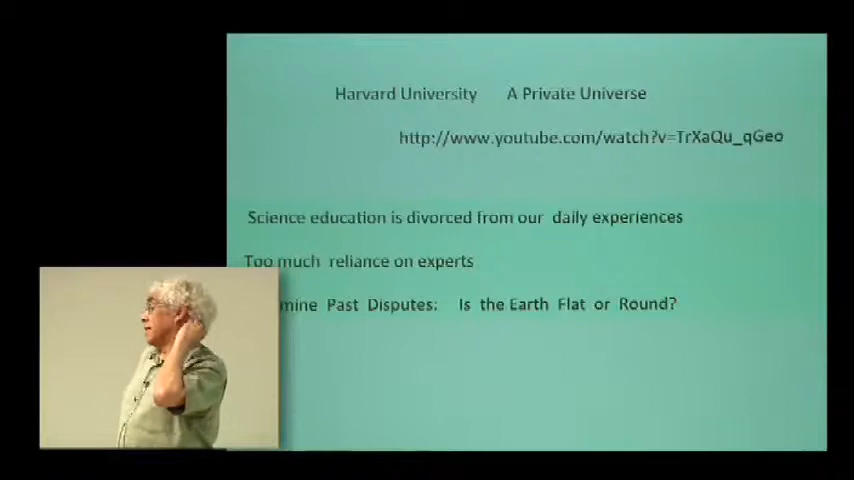 Harvard University A Private Universe
http://www.youtube.com/watch?v=TrXaQu_qGeo
Science education is divorced from our daily experiences
Too much reliance on experts
Past Disputes: Is the Earth Flat or Round?